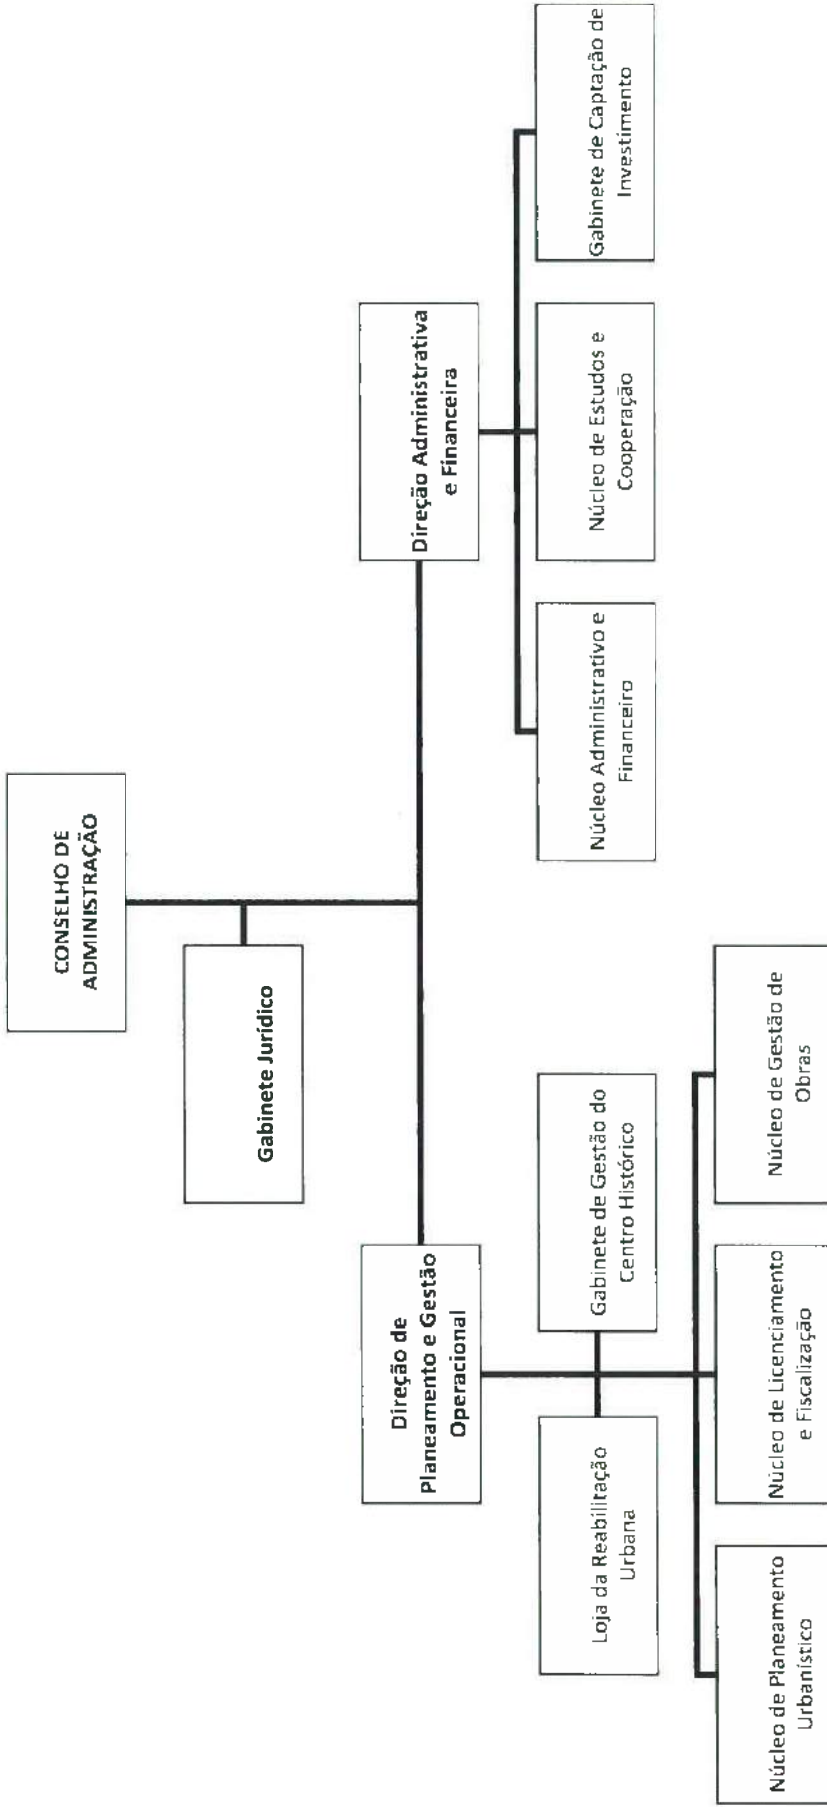 CONSELHO DE
ADMINISTRAÇÃO
Gabinete Jurídico
Direção de
Planeamento e Gestão
Operacional
Direção Administrativa
e Financeira
Loja da Reabilitação
Urbana
Gabinete de Gestão do
Centro Histórico
Núcleo Administrativo e
Financeiro
Núcleo de Estudos e
Cooperação
Gabinete de Captação de
Investimento
Núcleo de Planeamento
Urbanístico
Núcleo de Licenciamento
e Fiscalização
Núcleo de Gestão de
Obras